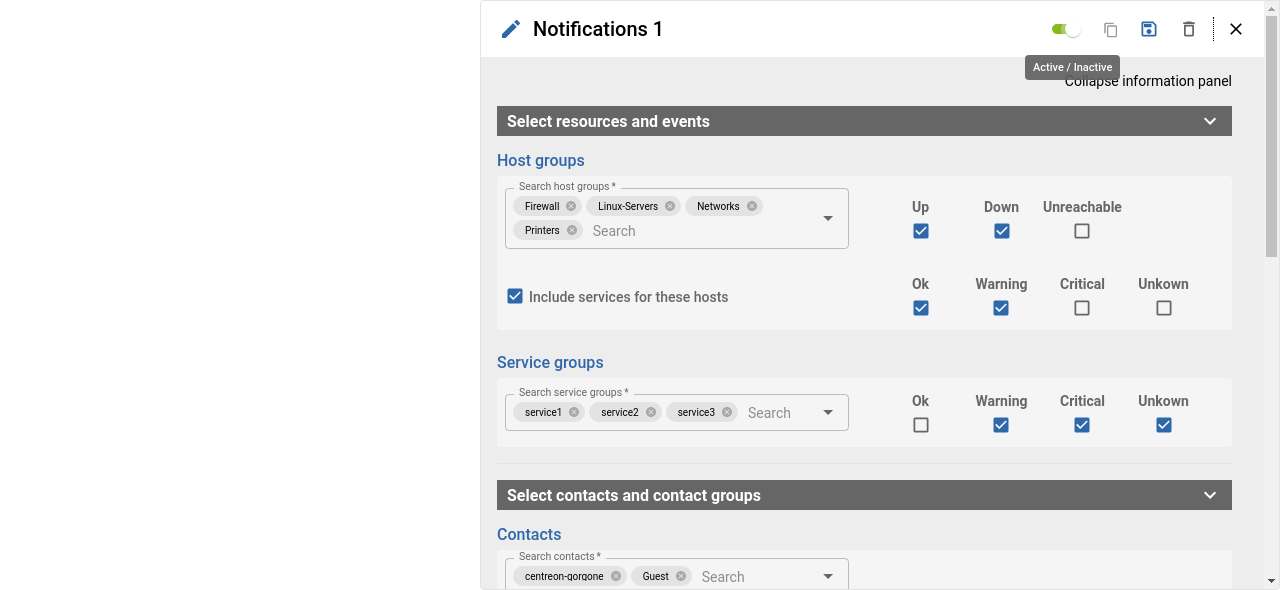 Notifications 1
Active / Inactive
Collapse information panel
Select resources and events
Host groups
Search host groups *
Firewall Linux-Servers Networks
Printers Search
Up Down Unreachable
Include services for these hosts
Ok Warning Critical Unkown
Service groups
Search service groups *
service1 service2 service3 Search
Ok Warning Critical Unkown
Select contacts and contact groups
Contacts
Search contacts *
centreon-gorgone Guest Search